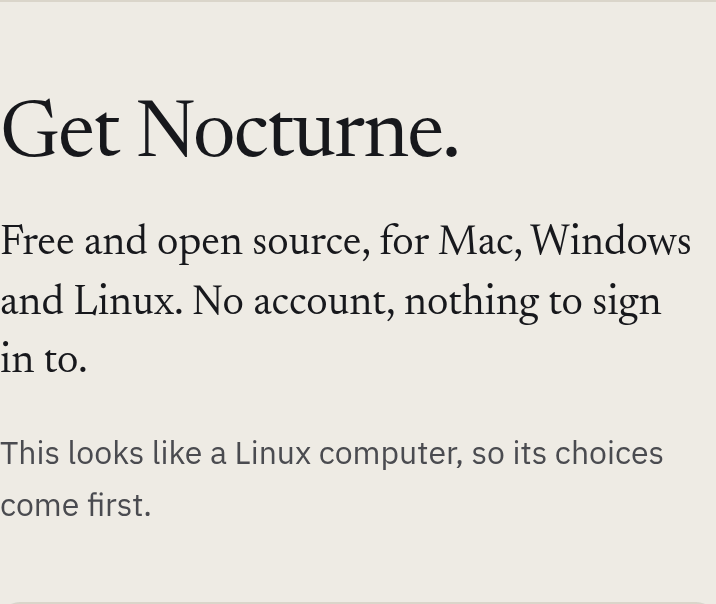 Get Nocturne.
Free and open source, for Mac, Windows
and Linux. No account, nothing to sign
in to.
This looks like a Linux computer, so its choices
come first.